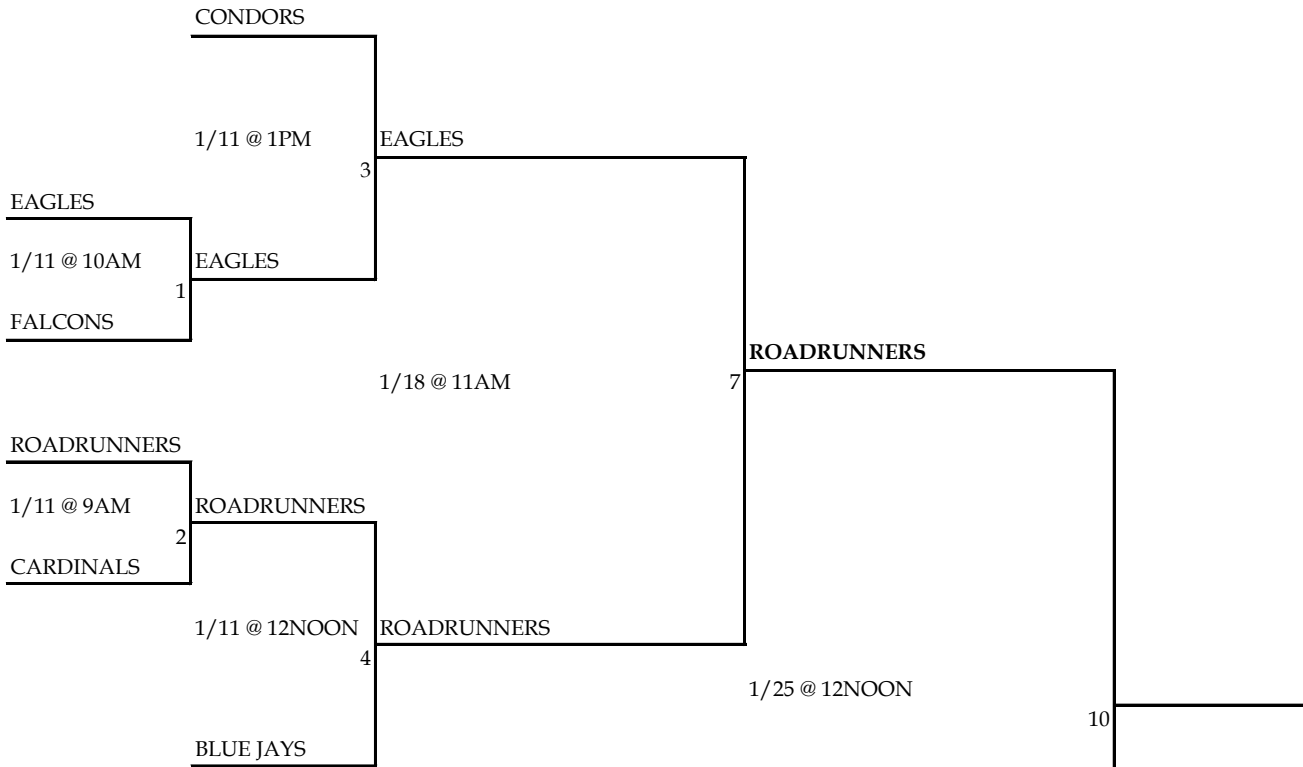 CONDORS
1/11 @ 1PM
EAGLES
3
EAGLES
1/11 @ 10AM
EAGLES
1
FALCONS
ROADRUNNERS
1/18 @ 11AM
7
ROADRUNNERS
1/11 @ 9AM
ROADRUNNERS
2
CARDINALS
1/11 @ 12NOON
ROADRUNNERS
4
1/25 @ 12NOON
10
BLUE JAYS